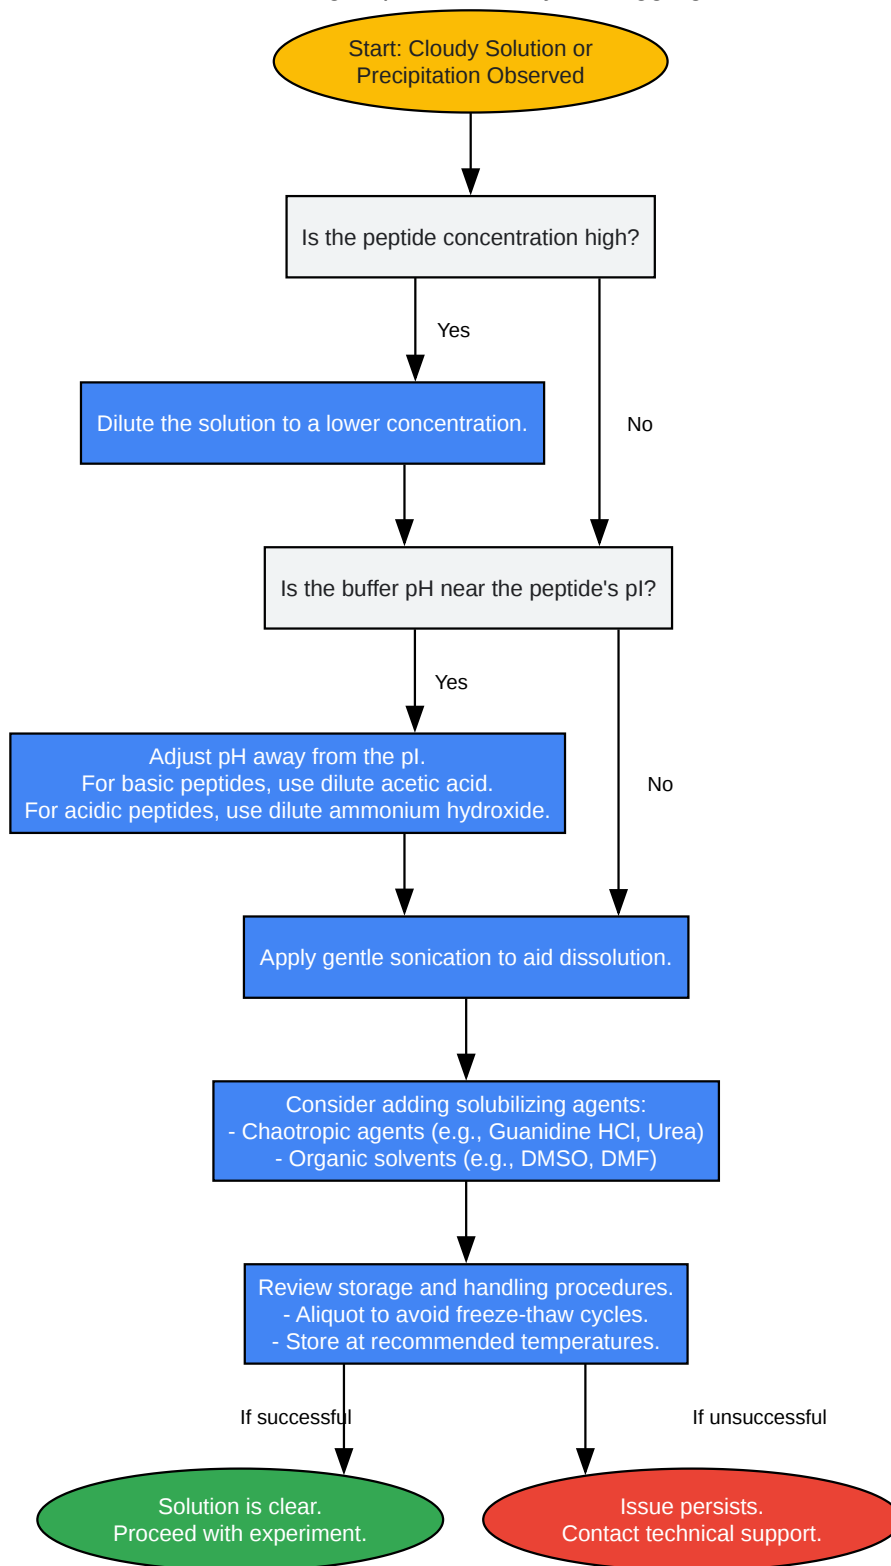 Start: Cloudy Solution or
Precipitation Observed
Is the peptide concentration high?
Yes
Dilute the solution to a lower concentration.
No
Is the buffer pH near the peptide's pI?
Yes
Adjust pH away from the pI.
For basic peptides, use dilute acetic acid.
For acidic peptides, use dilute ammonium hydroxide.
No
Apply gentle sonication to aid dissolution.
Consider adding solubilizing agents:
- Chaotropic agents (e.g., Guanidine HCl, Urea)
- Organic solvents (e.g., DMSO, DMF)
Review storage and handling procedures.
- Aliquot to avoid freeze-thaw cycles.
- Store at recommended temperatures.
If successful
If unsuccessful
Solution is clear.
Proceed with experiment.
Issue persists.
Contact technical support.